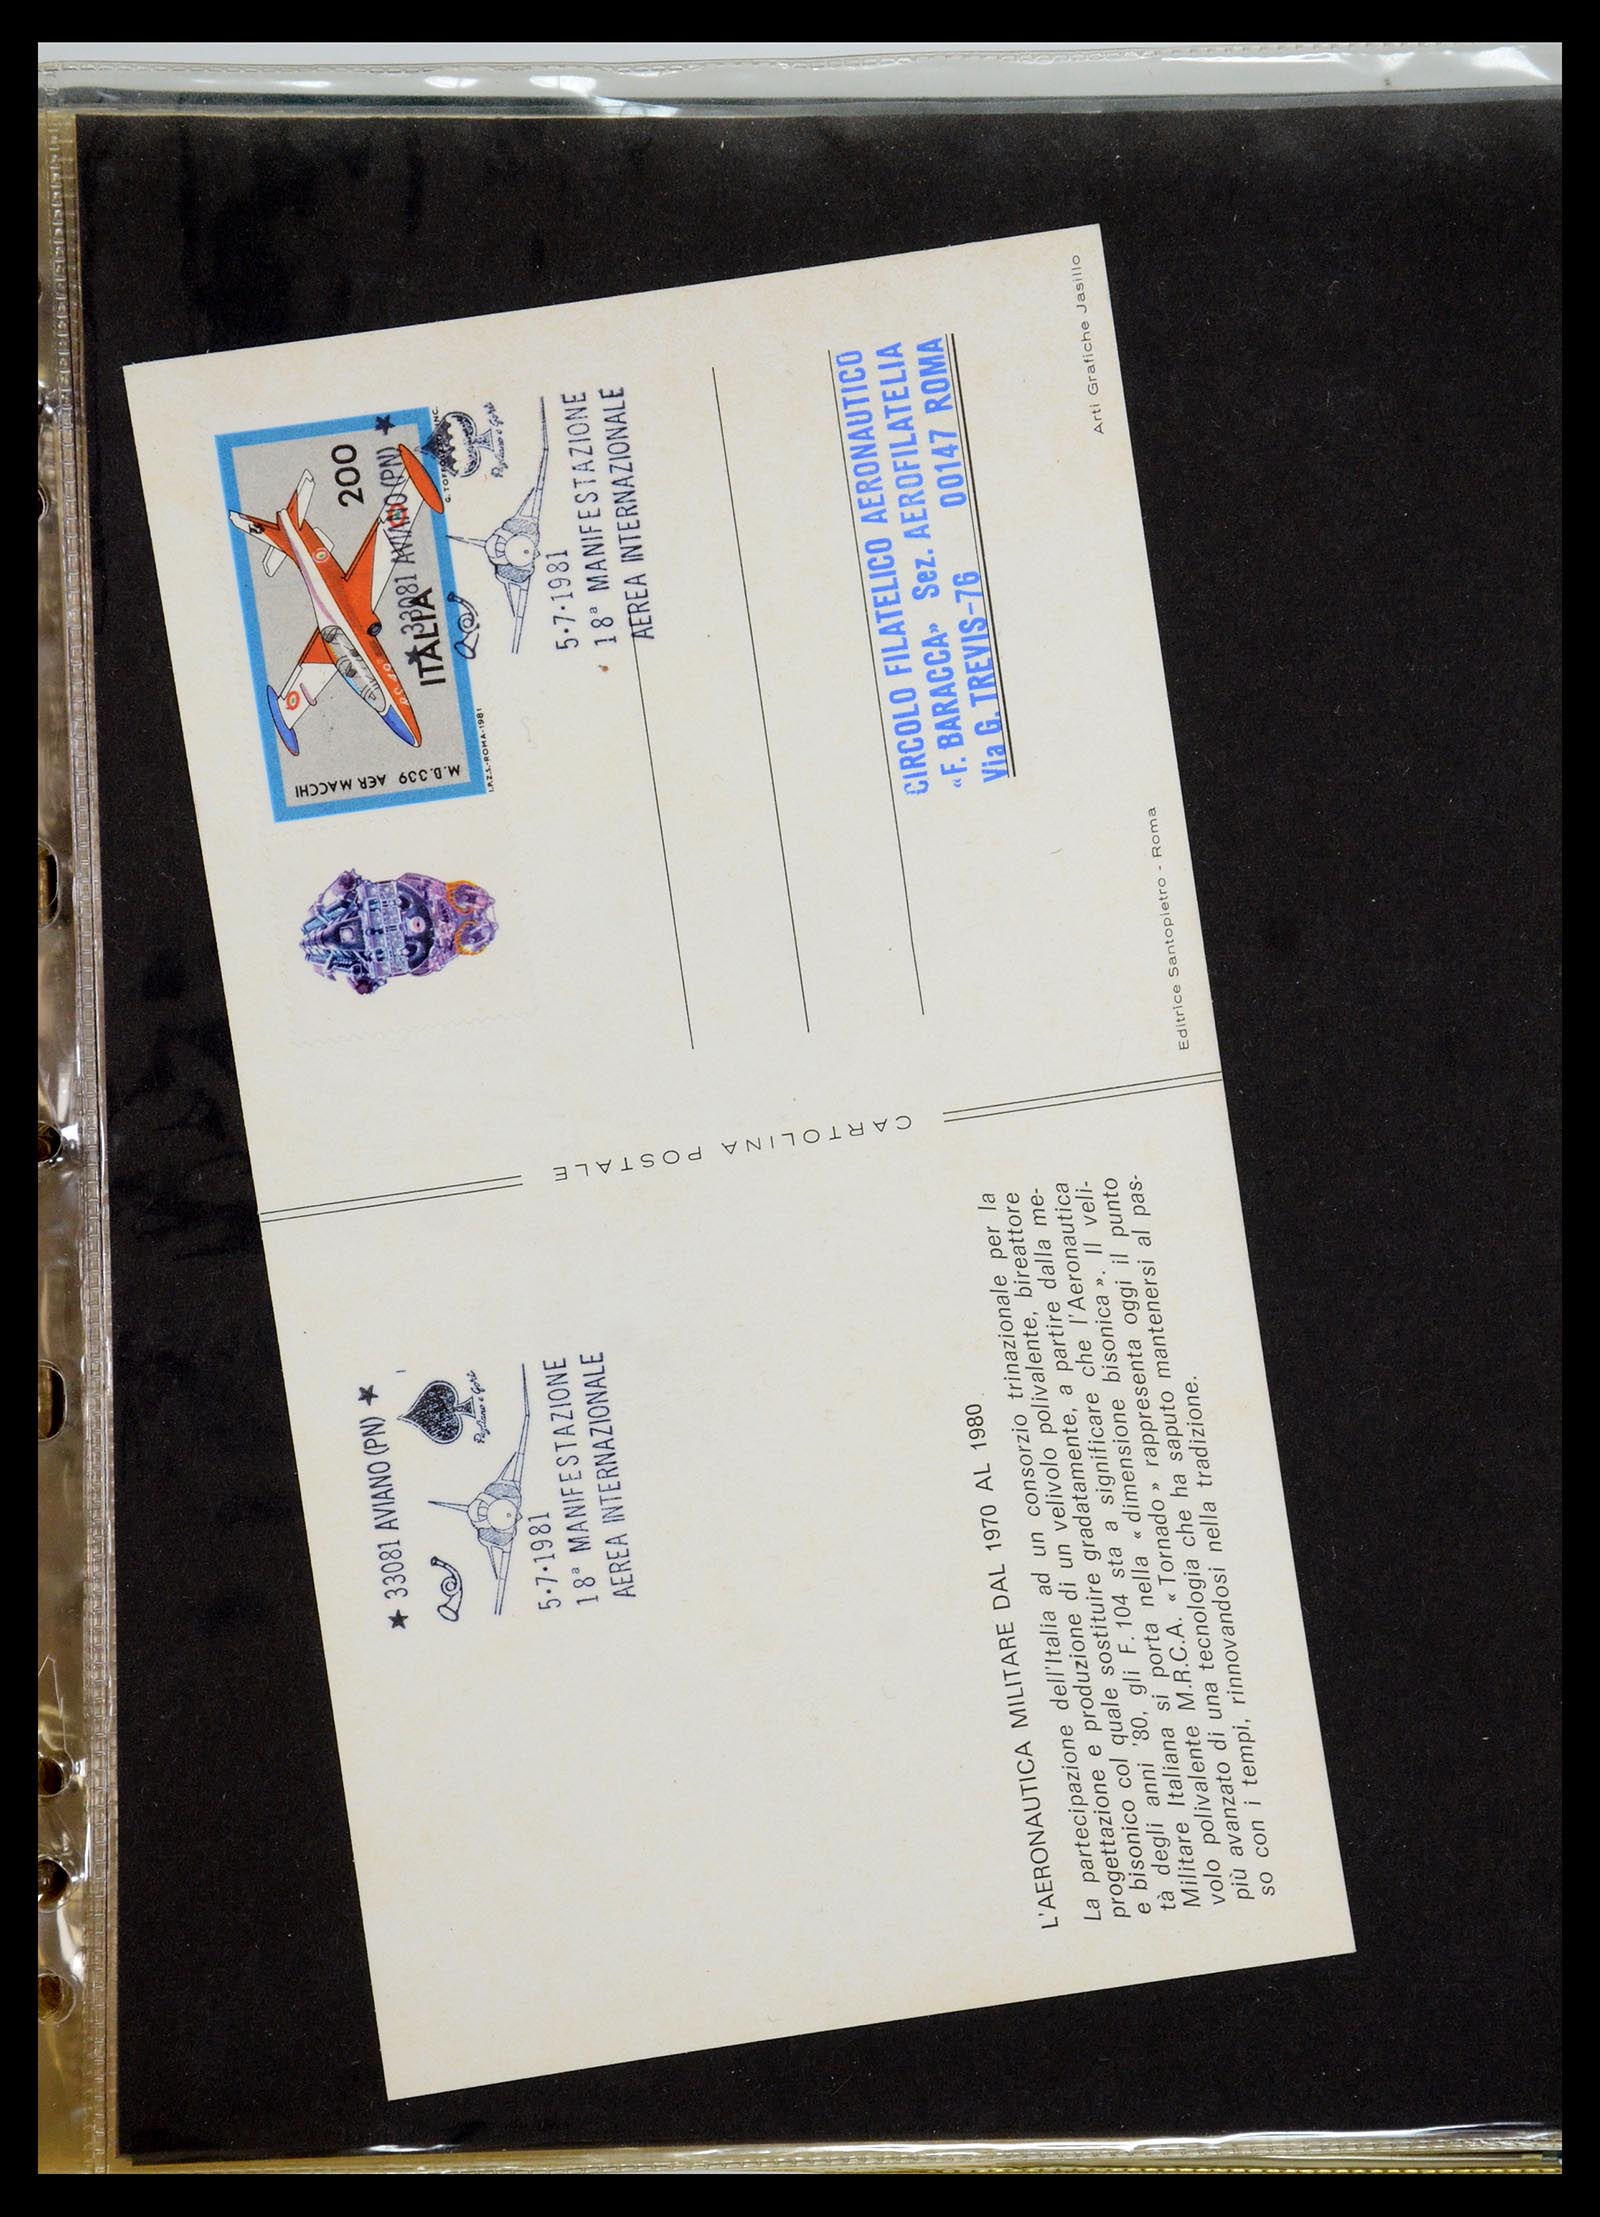 ★ 33081 AVIANO (PN) ★
Pagliano e Gori
5·7·1981
18ª MANIFESTAZIONE
AEREA INTERNAZIONALE
L'AERONAUTICA MILITARE DAL 1970 AL 1980
La partecipazione dell'Italia ad un consorzio trinazionale per la
progettazione e produzione di un velivolo polivalente, bireattore
e bisonico col quale sostituire gradatamente, a partire dalla me-
tà degli anni '80, gli F. 104 sta a significare che l'Aeronautica
Militare Italiana si porta nella « dimensione bisonica ». Il veli-
volo polivalente M.R.C.A. « Tornado » rappresenta oggi il punto
più avanzato di una tecnologia che ha saputo mantenersi al pas-
so con i tempi, rinnovandosi nella tradizione.
CARTOLINA POSTALE
M.B.339 AER MACCHI
200
ITALIA
I.P.Z.S.-ROMA-1981
★ 33081 AVIANO (PN) ★
Pagliano e Gori
5·7·1981
18ª MANIFESTAZIONE
AEREA INTERNAZIONALE
CIRCOLO FILATELICO AERONAUTICO
«F. BARACCA» Sez. AEROFILATELIA
Via G. TREVIS-76 00147 ROMA
Editrice Santopietro - Roma
Arti Grafiche Jasillo